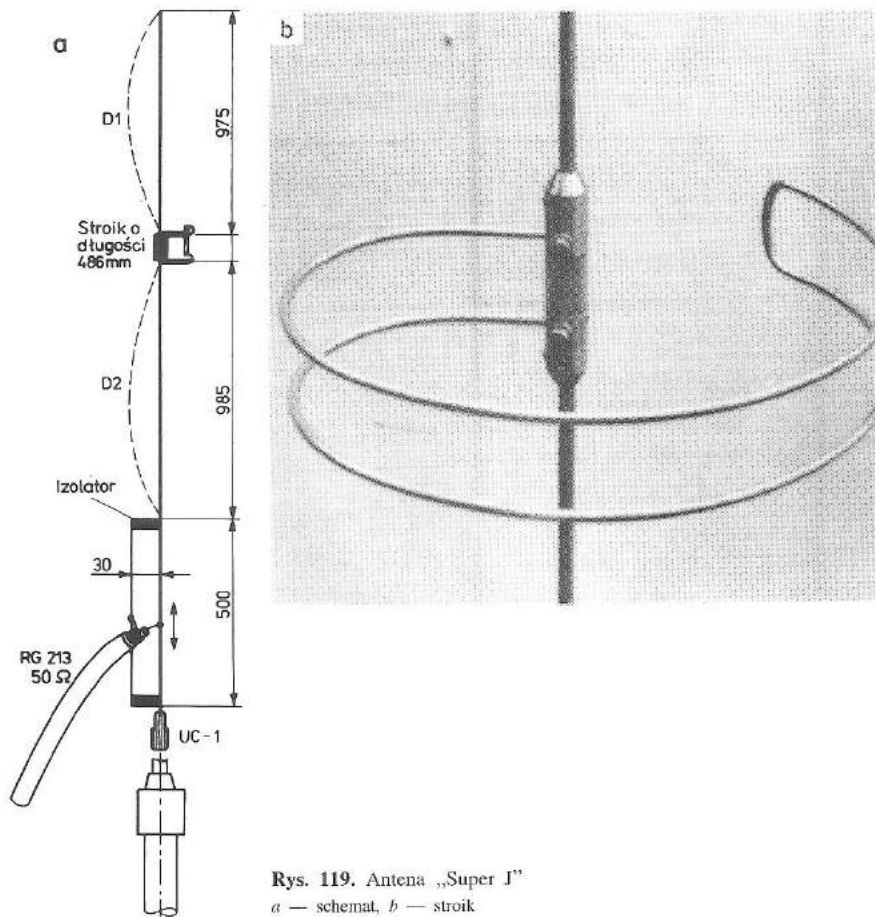 a
b
D1
975
Stroik o
długości
486mm
D2
985
Izolator
30
500
RG 213
50 Ω
UC-1
Rys. 119. Antena „Super J”
a — schemat, b — stroik